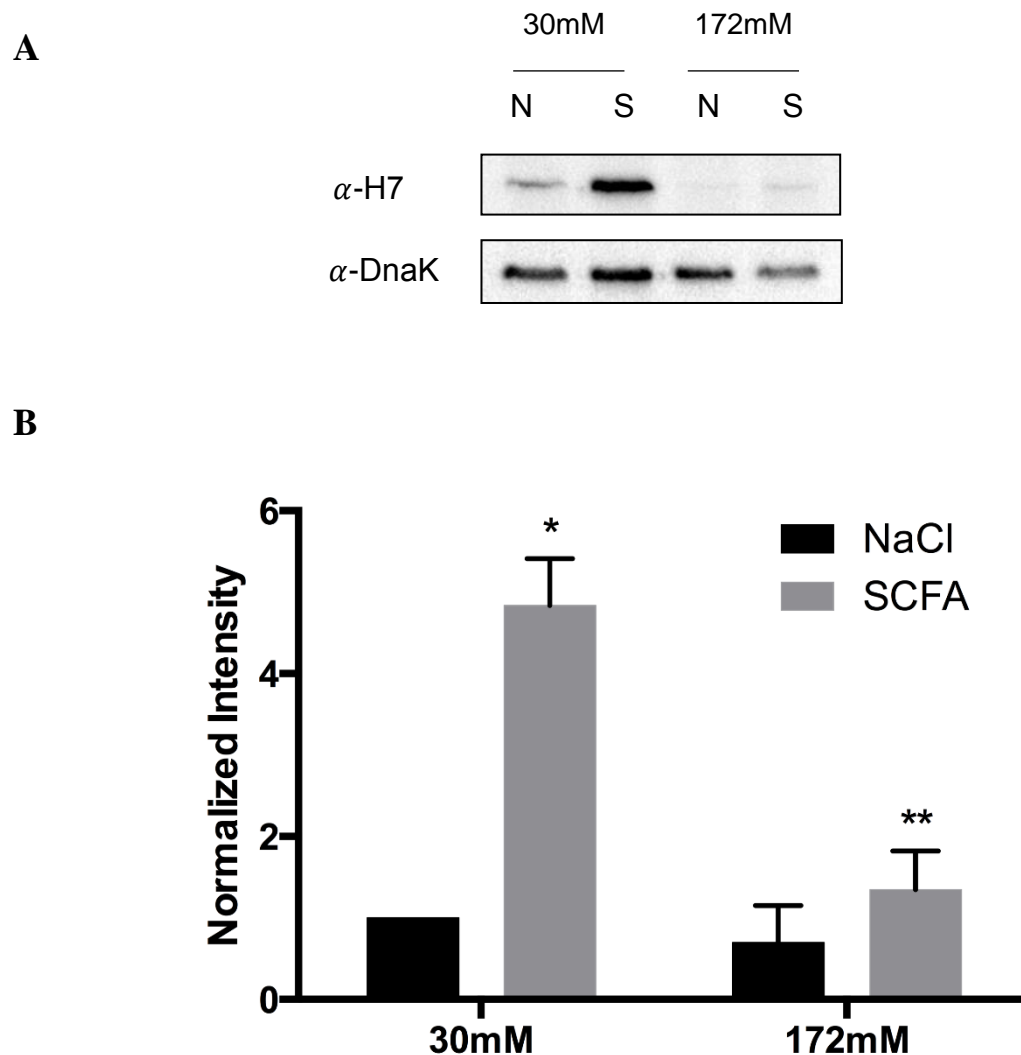 A
30mM 172mM
N S N S
α-H7
α-DnaK
B
6
4
2
0
Normalized Intensity
*
**
NaCl
SCFA
30mM 172mM